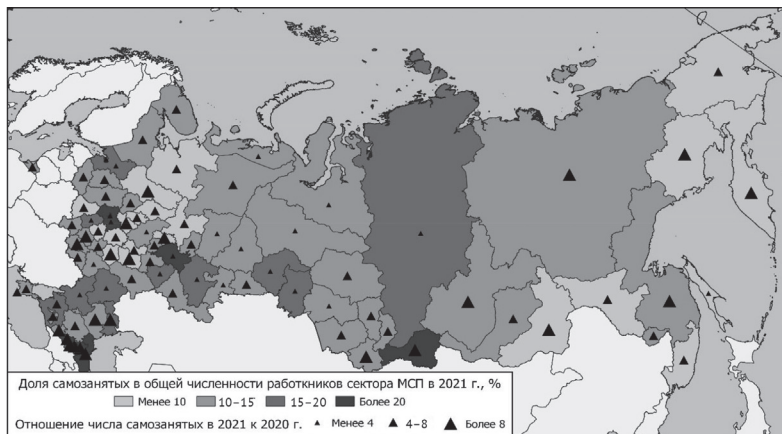 Доля самозанятых в общей численности работников сектора МСП в 2021 г., %
Менее 10 10–15 15–20 Более 20
Отношение числа самозанятых в 2021 к 2020 г. Менее 4 4–8 Более 8